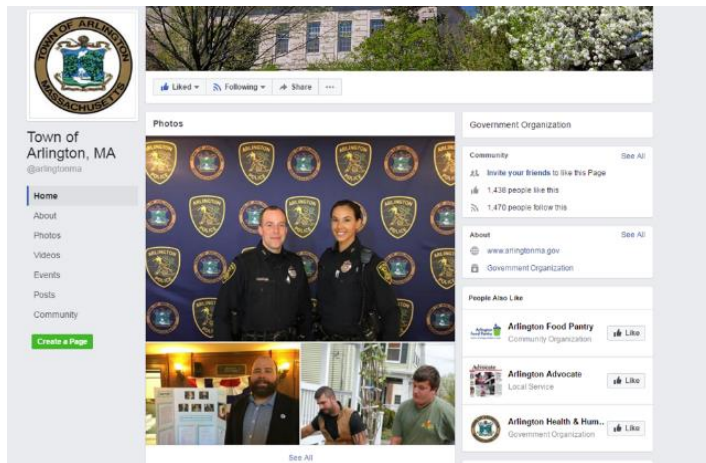 TOWN OF ARLINGTON
MASSACHUSETTS
Town of
Arlington, MA
@arlingtonma
Home
About
Photos
Videos
Events
Posts
Community
Create a Page
Liked
Following
Share
Photos
ARLINGTON
POLICE
See All
Government Organization
Community
See All
Invite your friends to like this Page
1,438 people like this
1,470 people follow this
About
See All
www.arlingtonma.gov
Government Organization
People Also Like
Arlington Food Pantry
Community Organization
Like
Arlington Advocate
Local Service
Like
Arlington Health & Hum...
Government Organization
Like